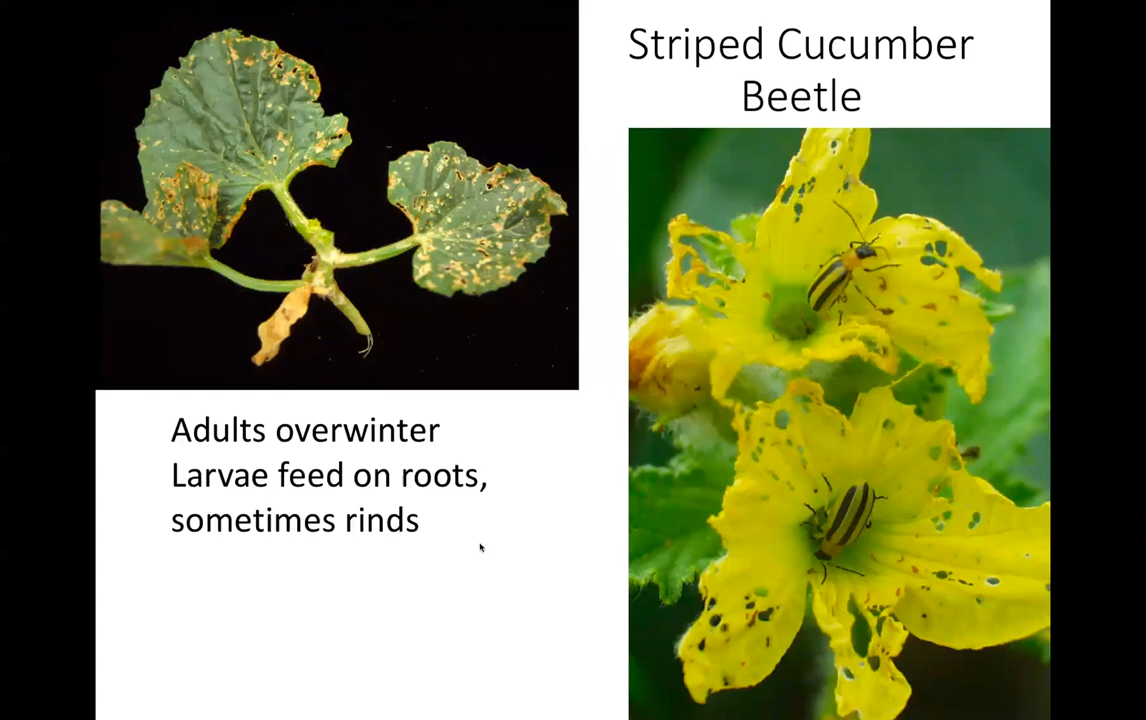 Striped Cucumber
Beetle
Adults overwinter
Larvae feed on roots,
sometimes rinds